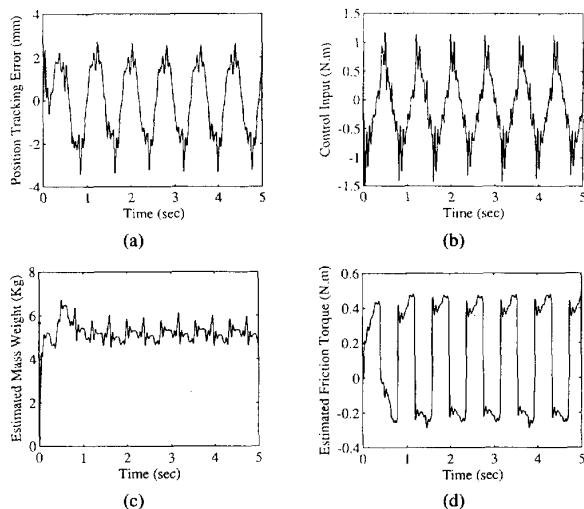 Position Tracking Error (mm)
4
2
0
-2
-4
0 1 2 3 4 5
Time (sec)
(a)
Control Input (N.m)
1.5
1
0.5
0
-0.5
-1
-1.5
0 1 2 3 4 5
Time (sec)
(b)
Estimated Mass Weight (Kg)
8
6
4
2
0
0 1 2 3 4 5
Time (sec)
(c)
Estimated Friction Torque (N.m)
0.6
0.4
0.2
0
-0.2
-0.4
0 1 2 3 4 5
Time (sec)
(d)